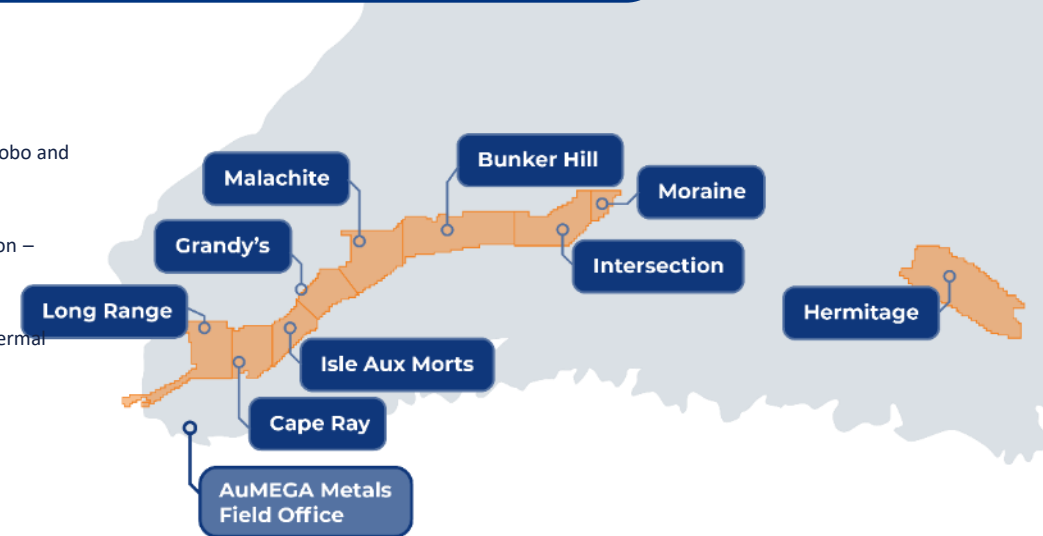 obo and
on –
ermal
Bunker Hill
Malachite
Moraine
Grandy's
Intersection
Long Range
Hermitage
Isle Aux Morts
Cape Ray
AuMEGA Metals
Field Office